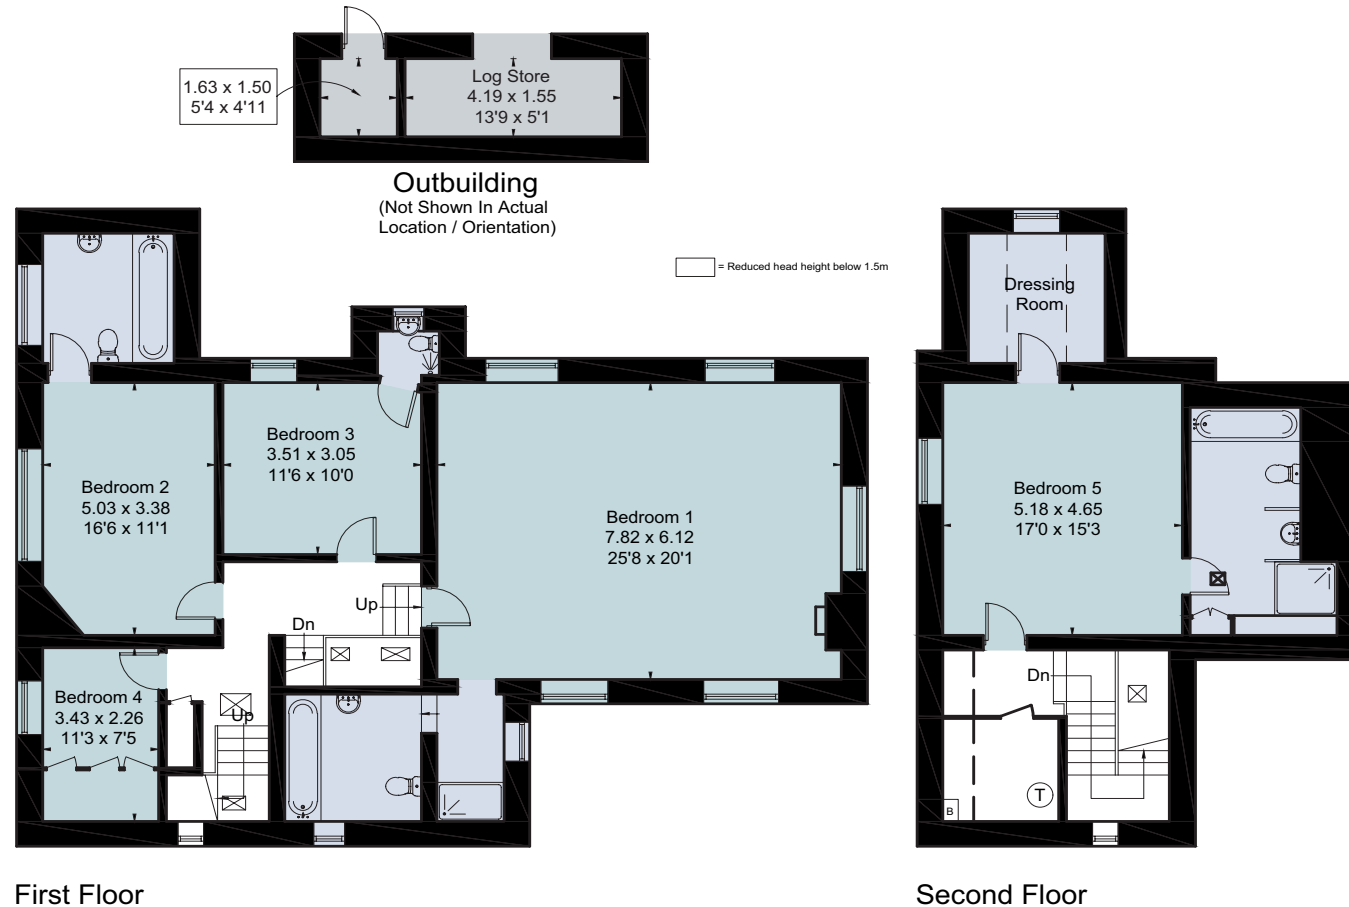 1.63 x 1.50
5'4 x 4'11
Log Store
4.19 x 1.55
13'9 x 5'1
Outbuilding
(Not Shown In Actual
Location / Orientation)
= Reduced head height below 1.5m
Dressing
Room
Bedroom 3
3.51 x 3.05
11'6 x 10'0
Bedroom 2
5.03 x 3.38
16'6 x 11'1
Bedroom 1
7.82 x 6.12
25'8 x 20'1
Bedroom 5
5.18 x 4.65
17'0 x 15'3
Up
Dn
Bedroom 4
3.43 x 2.26
11'3 x 7'5
Up
Dn
T
B
First Floor
Second Floor